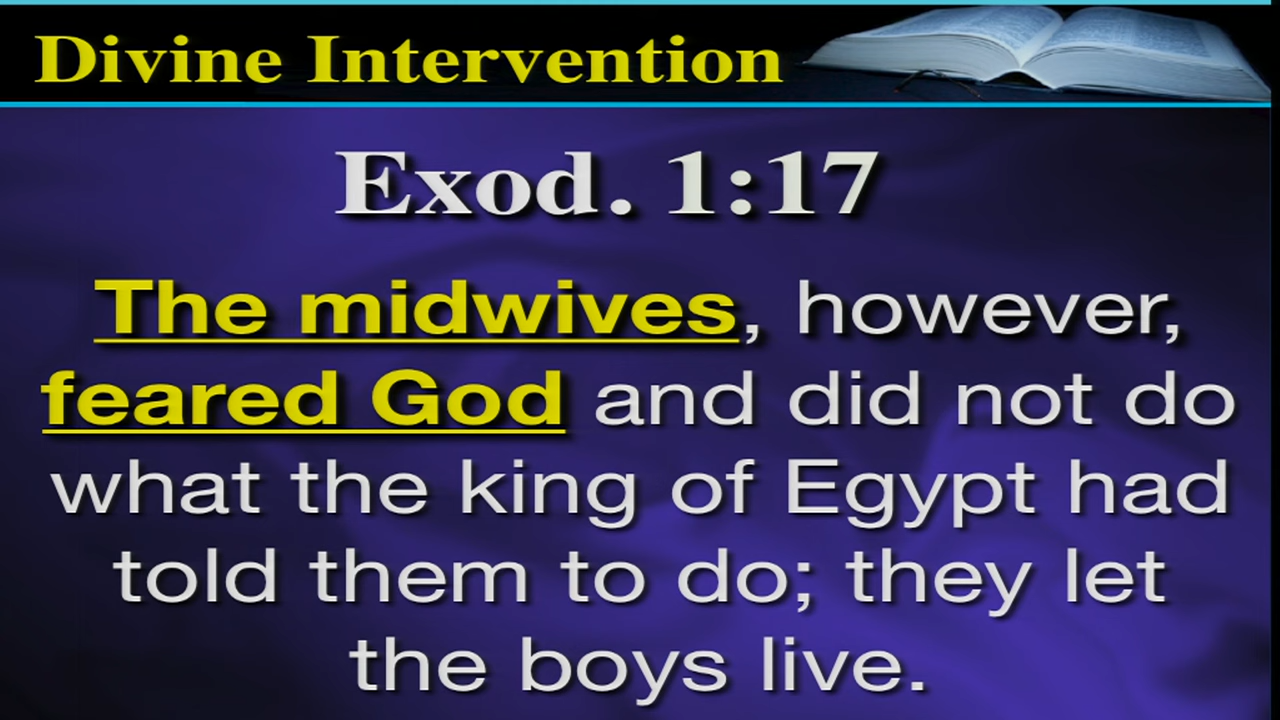 Divine Intervention
Exod. 1:17
The midwives, however,
feared God and did not do
what the king of Egypt had
told them to do; they let
the boys live.